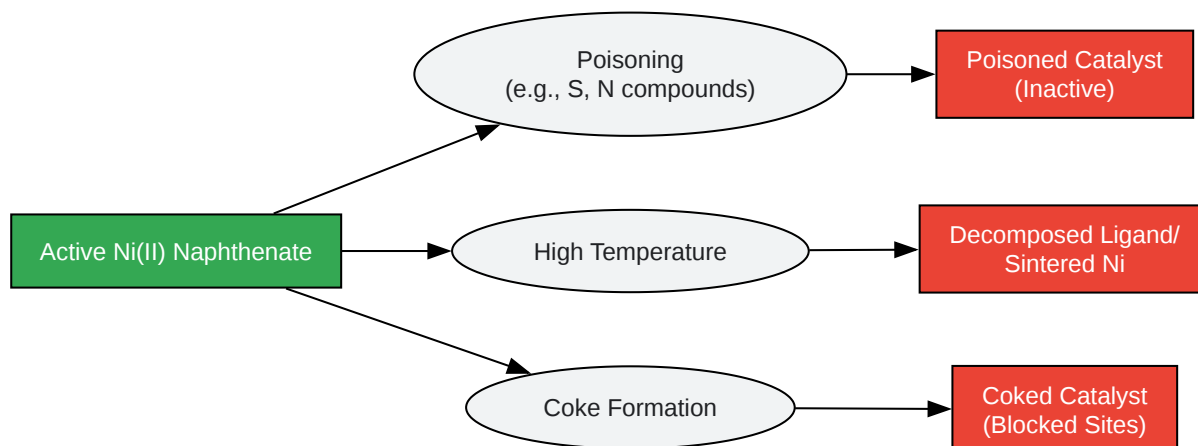 Poisoning
(e.g., S, N compounds)
Poisoned Catalyst
(Inactive)
Active Ni(II) Naphthenate
High Temperature
Decomposed Ligand/
Sintered Ni
Coke Formation
Coked Catalyst
(Blocked Sites)